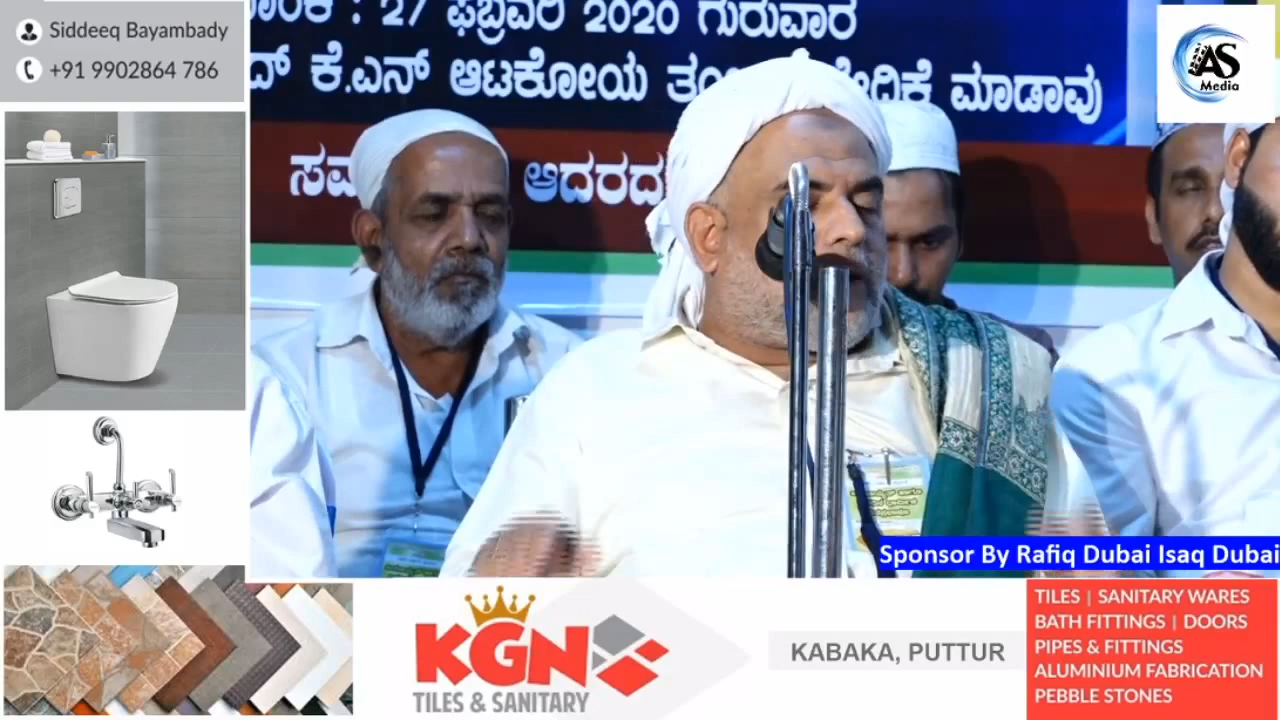 Siddeeq Bayambady
+91 9902864 786
: 27 ಫೆಬ್ರವರಿ 2020 ಗುರುವಾರ
ಕೆ.ಎನ್ ಆಟಕೋಯ ಮಾಡಾವು
AS
Media
Sponsor By Rafiq Dubai Isaq Dubai
KGN
TILES & SANITARY
KABAKA, PUTTUR
TILES | SANITARY WARES
BATH FITTINGS | DOORS
PIPES & FITTINGS
ALUMINIUM FABRICATION
PEBBLE STONES